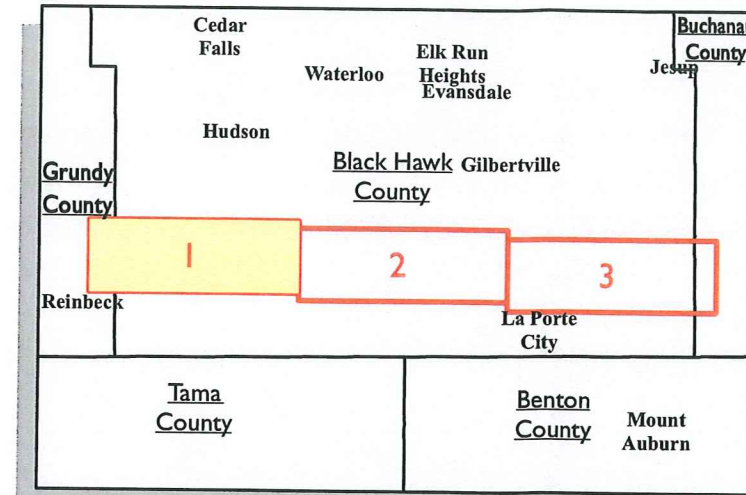 Cedar
Falls
Buchanan
County
Elk Run
Heights
Waterloo
Jesup
Evansdale
Hudson
Black Hawk
County
Gilbertville
Grundy
County
1
2
3
Reinbeck
La Porte
City
Tama
County
Benton
County
Mount
Auburn